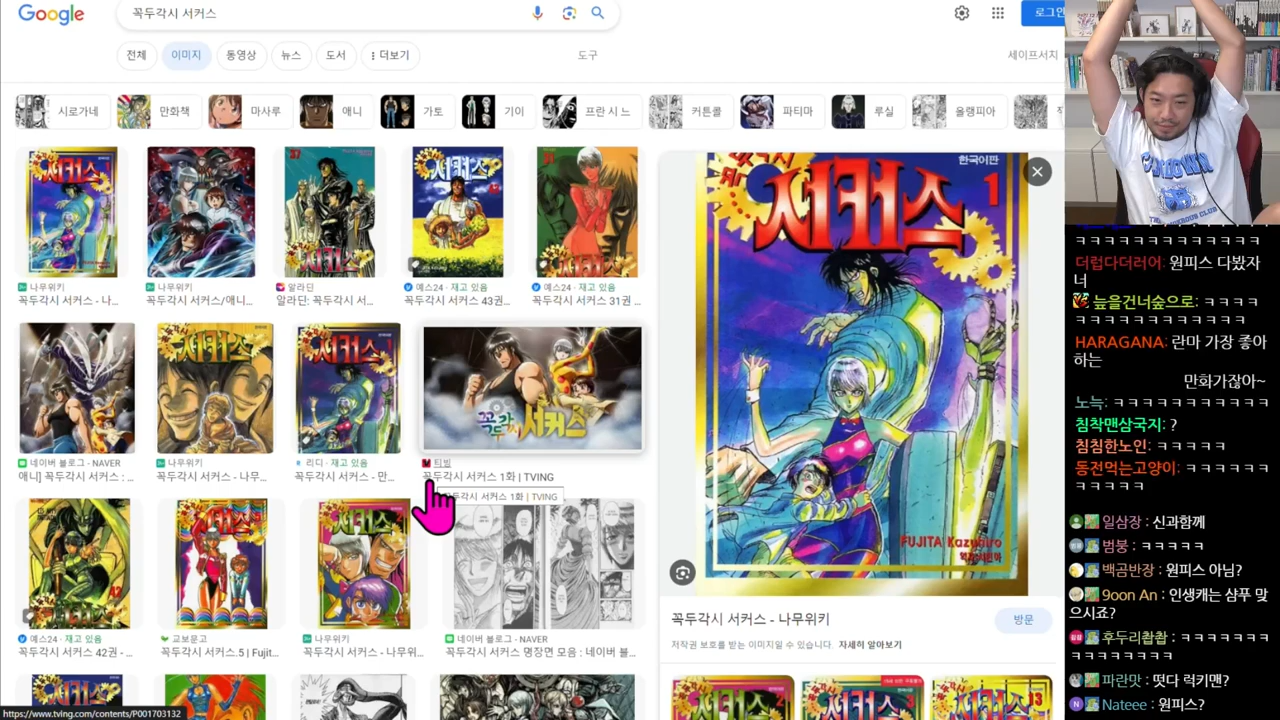 Google
꼭두각시 서커스
로그인
전체
이미지
동영상
뉴스
도서
더보기
도구
세이프서치
시로가네
만화책
마사루
애니
가토
기이
프란 시 느
커튼콜
파티마
루실
올랭피아
나무위키
꼭두각시 서커스 - 나...
나무위키
꼭두각시 서커스/애니...
알라딘
알라딘: 꼭두각시 서...
예스24 · 재고 있음
꼭두각시 서커스 43권...
예스24 · 재고 있음
꼭두각시 서커스 31권 ...
네이버 블로그 - NAVER
애니] 꼭두각시 서커스 : ...
나무위키
꼭두각시 서커스 - 나무...
리디 · 재고 있음
꼭두각시 서커스 - 만...
티빙
꼭두각시 서커스 1화 | TVING
꼭두각시 서커스 1화 | TVING
예스24 · 재고 있음
꼭두각시 서커스 42권 - ...
교보문고
꼭두각시 서커스 5 | Fujit...
나무위키
꼭두각시 서커스 - 나무위...
네이버 블로그 - NAVER
꼭두각시 서커스 명장면 모음 : 네이버 블...
https://www.tving.com/contents/P001703132
한국어판
서커스
1
FUJITA Kazuhiro
꼭두각시 서커스 - 나무위키
방문
저작권 보호를 받는 이미지일 수 있습니다. 자세히 알아보기
ㅋㅋㅋㅋㅋㅋㅋㅋㅋㅋㅋㅋㅋ
더럽다더러어: 원피스 다봤자
너
늪을건너숲으로: ㅋㅋㅋㅋ
ㅋㅋㅋㅋㅋㅋㅋㅋㅋㅋㅋㅋ
HARAGANA: 란마 가장 좋아
하는
만화가잖아~
노늑: ㅋㅋㅋㅋㅋㅋㅋㅋㅋㅋㅋ
침착맨삼국지: ?
침침한노인: ㅋㅋㅋㅋㅋ
동전먹는고양이: ㅋㅋㅋㅋㅋㅋ
ㅋㅋㅋㅋㅋ
일삼장 : 신과함께
범붕 : ㅋㅋㅋㅋㅋ
백곰반장 : 원피스 아님?
9oon An : 인생캐는 샴푸 맞
으시죠?
후두리촵촵 : ㅋㅋㅋㅋㅋㅋㅋㅋ
ㅋㅋㅋㅋㅋㅋㅋㅋ
파란맛 : 떳다 럭키맨?
Nateee : 원피스?